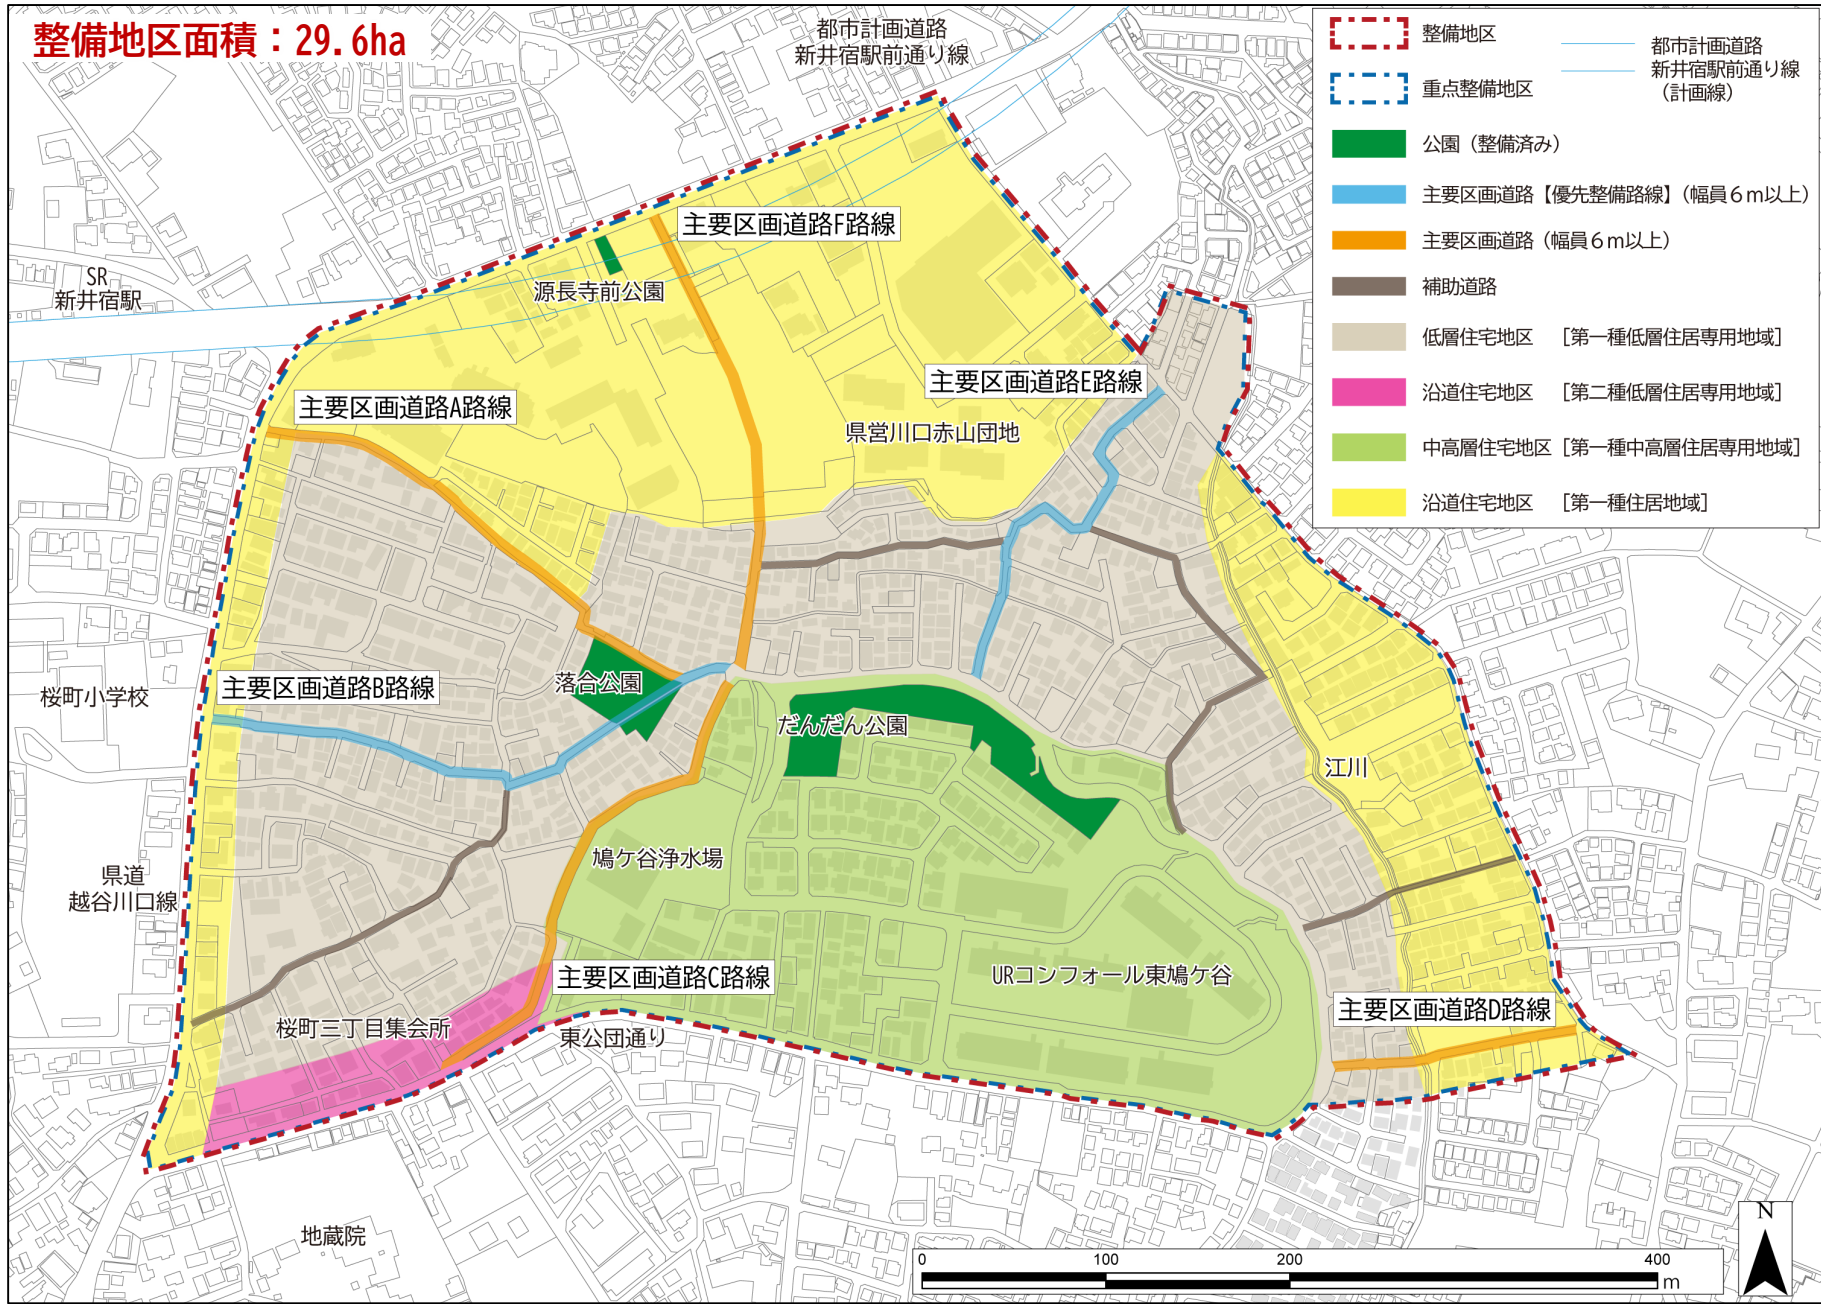 整備地区面積：29.6ha
都市計画道路
新井宿駅前通り線
整備地区
都市計画道路
新井宿駅前通り線
（計画線）
重点整備地区
公園（整備済み）
主要区画道路【優先整備路線】（幅員６ｍ以上）
主要区画道路（幅員６ｍ以上）
補助道路
低層住宅地区 ［第一種低層住居専用地域］
沿道住宅地区 ［第二種低層住居専用地域］
中高層住宅地区［第一種中高層住居専用地域］
沿道住宅地区 ［第一種住居地域］
主要区画道路F路線
SR
新井宿駅
源長寺前公園
主要区画道路E路線
主要区画道路A路線
県営川口赤山団地
桜町小学校
主要区画道路B路線
落合公園
だんだん公園
江川
県道
越谷川口線
鳩ケ谷浄水場
主要区画道路C路線
URコンフォール東鳩ケ谷
主要区画道路D路線
桜町三丁目集会所
東公団通り
地蔵院
N
0 100 200 400
m